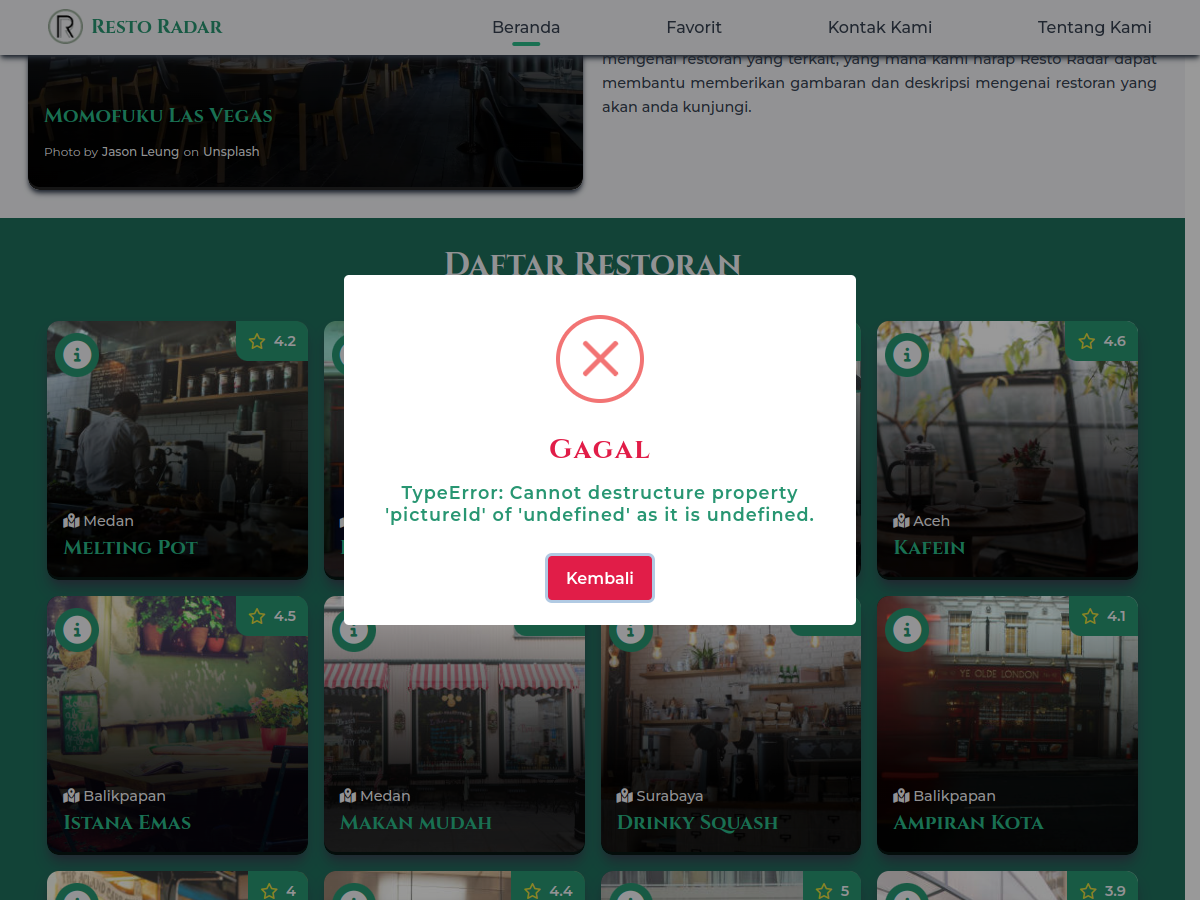 R RESTO RADAR
Beranda
Favorit
Kontak Kami
Tentang Kami
mengenai restoran yang terkait, yang mana kami harap Resto Radar dapat
membantu memberikan gambaran dan deskripsi mengenai restoran yang
akan anda kunjungi.
MOMOFUKU LAS VEGAS
Photo by Jason Leung on Unsplash
DAFTAR RESTORAN
4.2
4.6
GAGAL
TypeError: Cannot destructure property
'pictureId' of 'undefined' as it is undefined.
Kembali
Medan
MELTING POT
Aceh
KAFEIN
4.5
4.1
YE OLDE LONDON
Balikpapan
ISTANA EMAS
Medan
MAKAN MUDAH
Surabaya
DRINKY SQUASH
Balikpapan
AMPIRAN KOTA
4
4.4
5
3.9